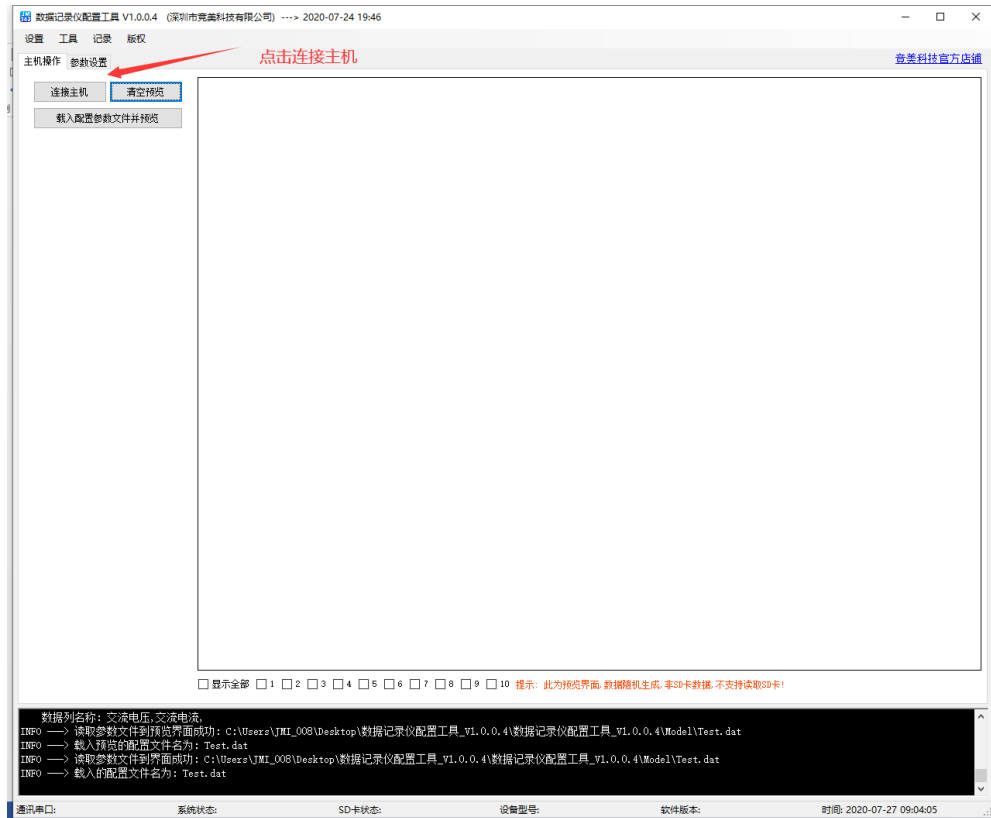 数据记录仪配置工具 V1.0.0.4 (深圳市竞美科技有限公司) ---> 2020-07-24 19:46
设置 工具 记录 版权
主机操作 参数设置
点击连接主机
竞美科技官方店铺
连接主机 清空预览
载入配置参数文件并预览
显示全部 1 2 3 4 5 6 7 8 9 10 提示: 此为预览界面,数据随机生成,非SD卡数据,不支持读取SD卡!
数据列名称: 交流电压,交流电流,
INFO ——> 读取参数文件到预览界面成功: C:\Users\JMI_008\Desktop\数据记录仪配置工具_V1.0.0.4\数据记录仪配置工具_V1.0.0.4\Model\Test.dat
INFO ——> 载入预览的配置文件名为: Test.dat
INFO ——> 读取参数文件到界面成功: C:\Users\JMI_008\Desktop\数据记录仪配置工具_V1.0.0.4\数据记录仪配置工具_V1.0.0.4\Model\Test.dat
INFO ——> 载入的配置文件名为: Test.dat
通讯串口: 系统状态: SD卡状态: 设备型号: 软件版本: 时间: 2020-07-27 09:04:05